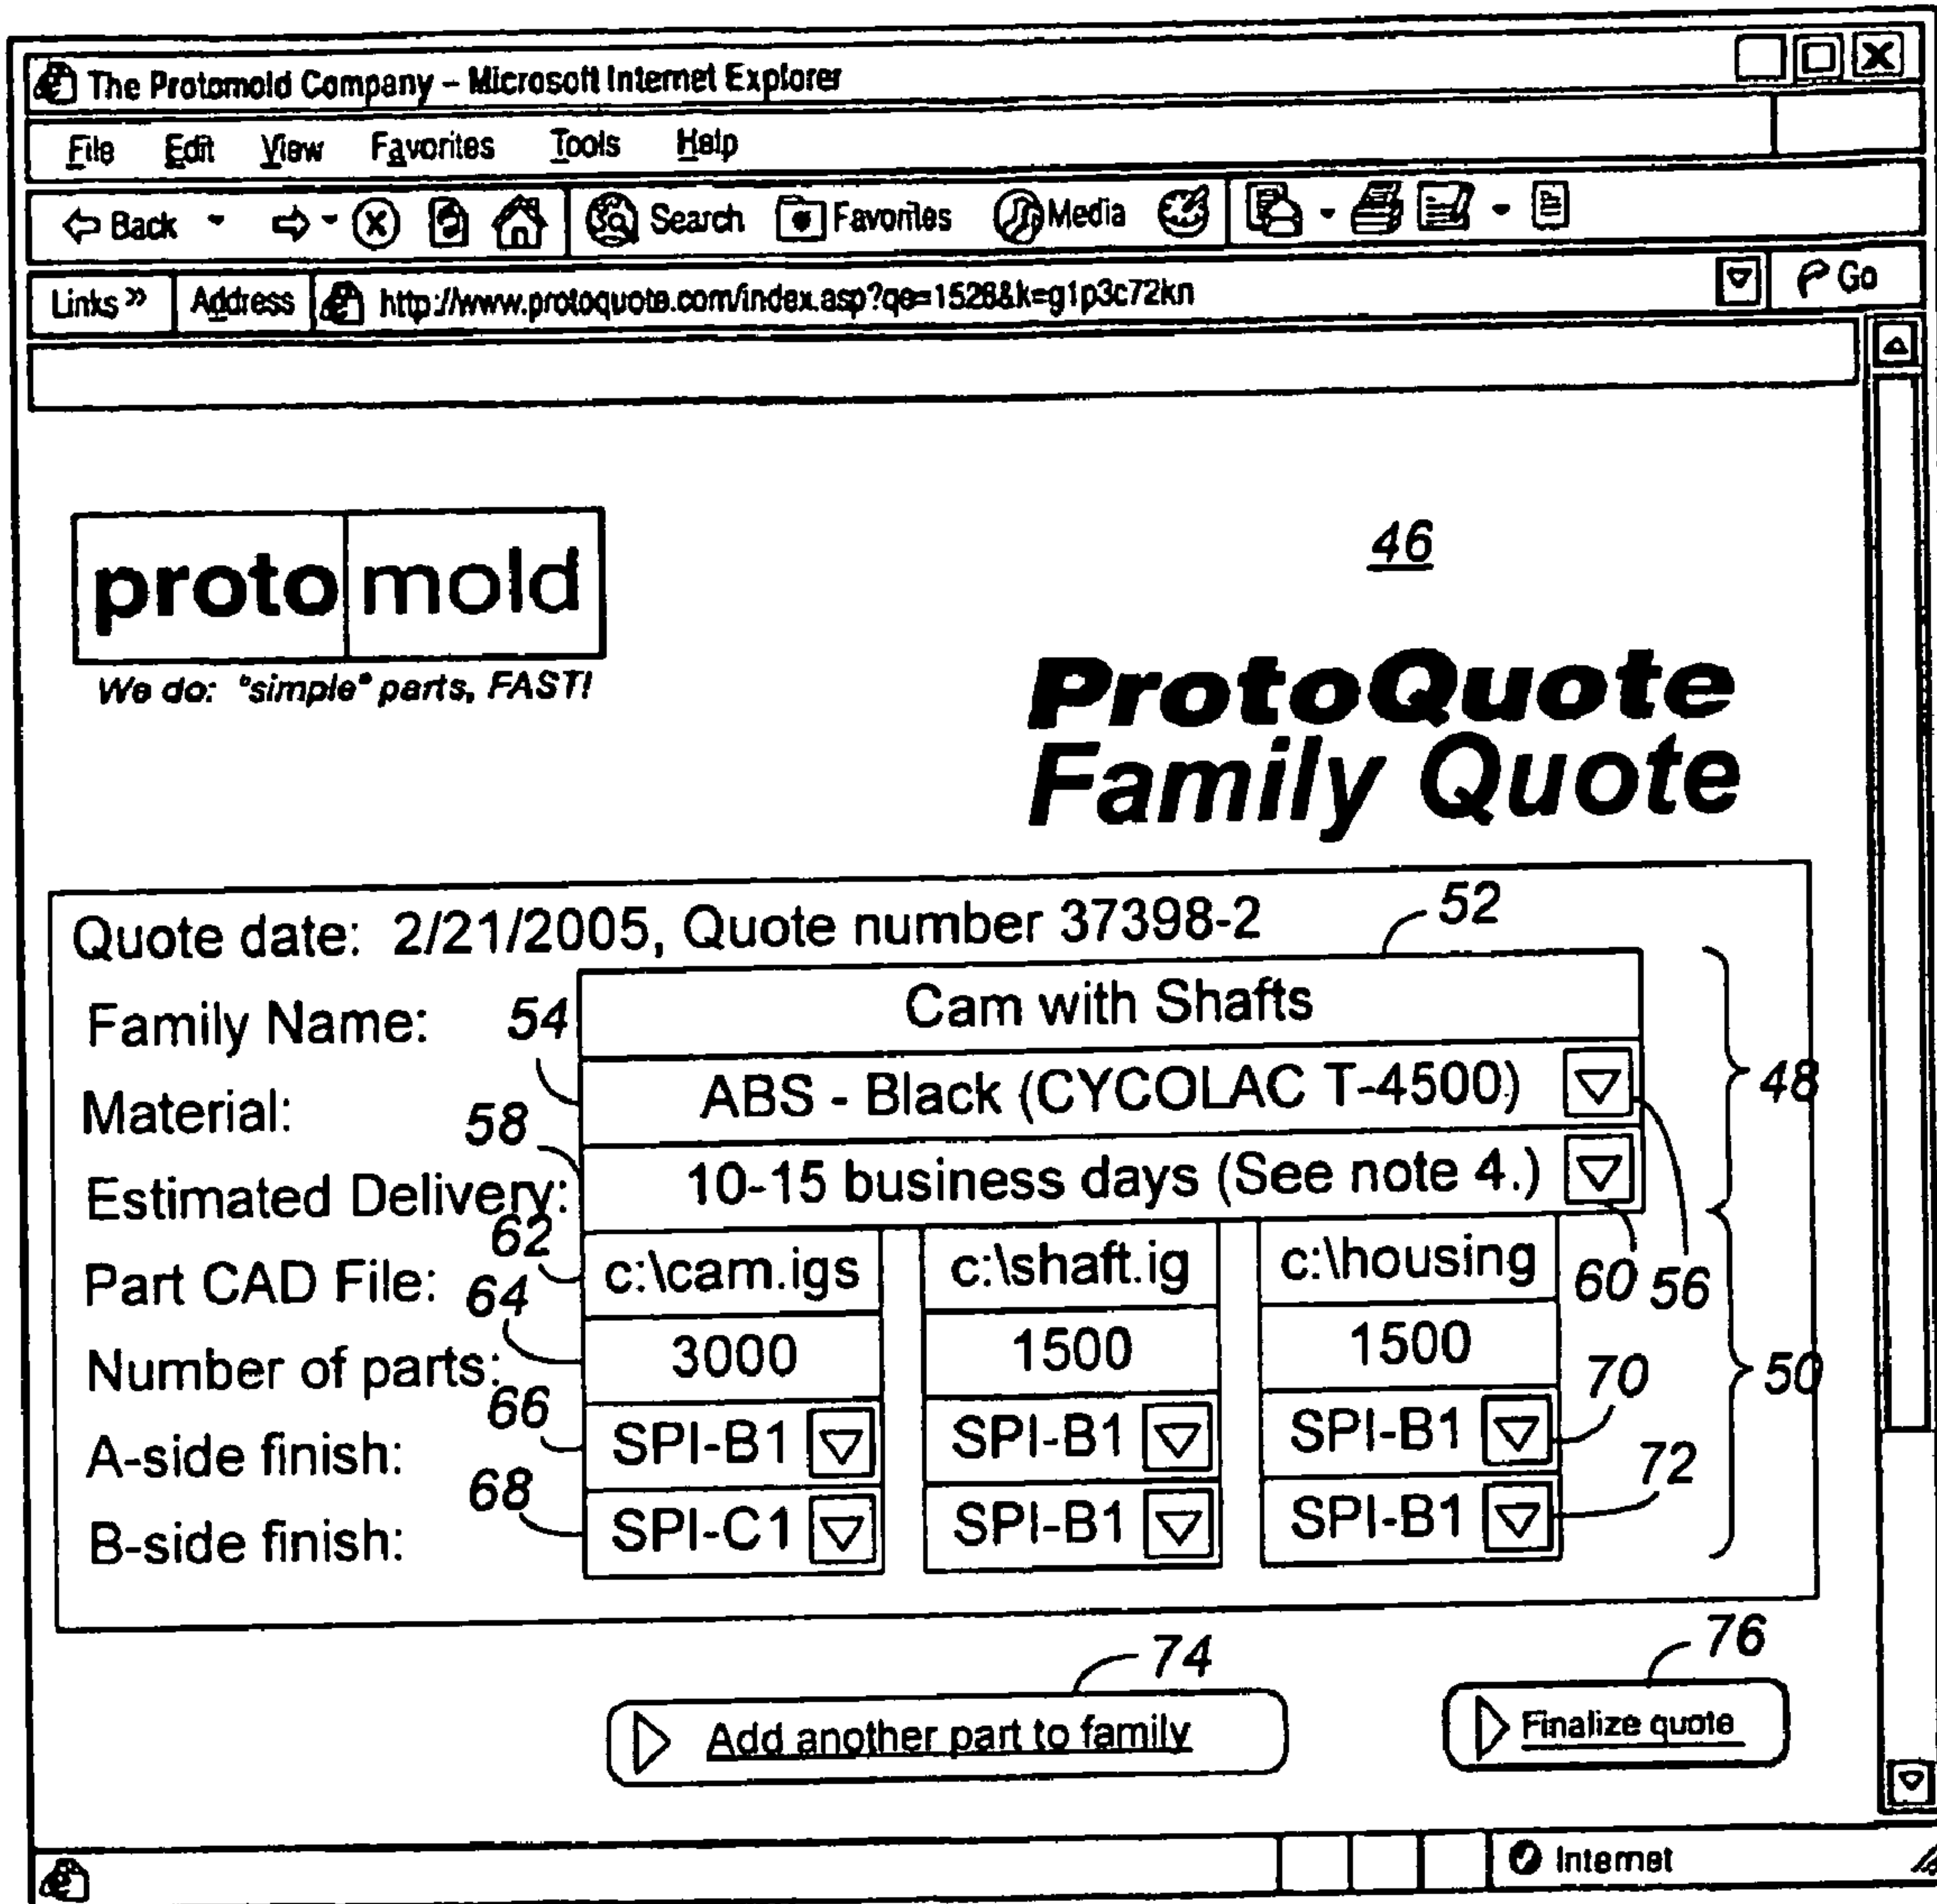 The Protomold Company – Microsoft Internet Explorer
File Edit View Favorites Tools Help
Back Search Favorites Media
Links » Address http://www.protoquote.com/index.asp?qe=1528&k=g1p3c72kn Go
proto mold
We do: "simple" parts, FAST!
46
ProtoQuote
Family Quote
Quote date: 2/21/2005, Quote number 37398-2 52
Family Name: 54 Cam with Shafts
Material: ABS - Black (CYCOLAC T-4500) 48
58
Estimated Delivery: 10-15 business days (See note 4.)
62
Part CAD File: c:\cam.igs c:\shaft.ig c:\housing 60 56
64
Number of parts: 3000 1500 1500 70 50
66
A-side finish: SPI-B1 SPI-B1 SPI-B1 72
68
B-side finish: SPI-C1 SPI-B1 SPI-B1
74 76
Add another part to family Finalize quote
Internet